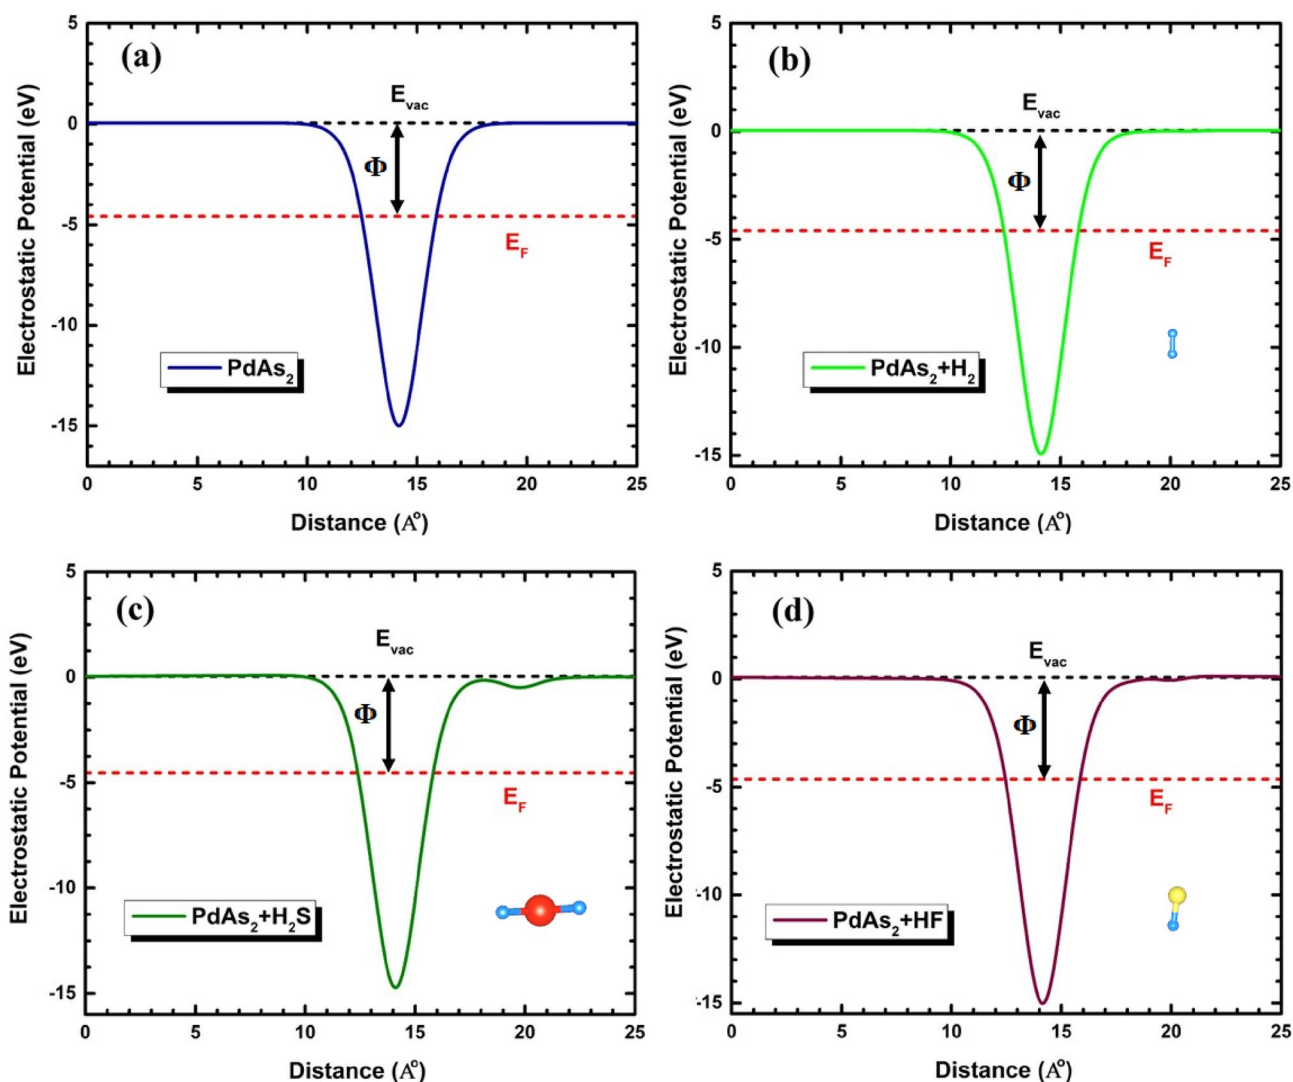 (a)
5
0
-5
-10
-15
Electrostatic Potential (eV)
E_vac
Φ
E_F
PdAs₂
0 5 10 15 20 25
Distance (A°)
(b)
5
0
-5
-10
-15
Electrostatic Potential (eV)
E_vac
Φ
E_F
PdAs₂+H₂
0 5 10 15 20 25
Distance (A°)
(c)
5
0
-5
-10
-15
Electrostatic Potential (eV)
E_vac
Φ
E_F
PdAs₂+H₂S
0 5 10 15 20 25
Distance (A°)
(d)
5
0
-5
-10
-15
Electrostatic Potential (eV)
E_vac
Φ
E_F
PdAs₂+HF
0 5 10 15 20 25
Distance (A°)